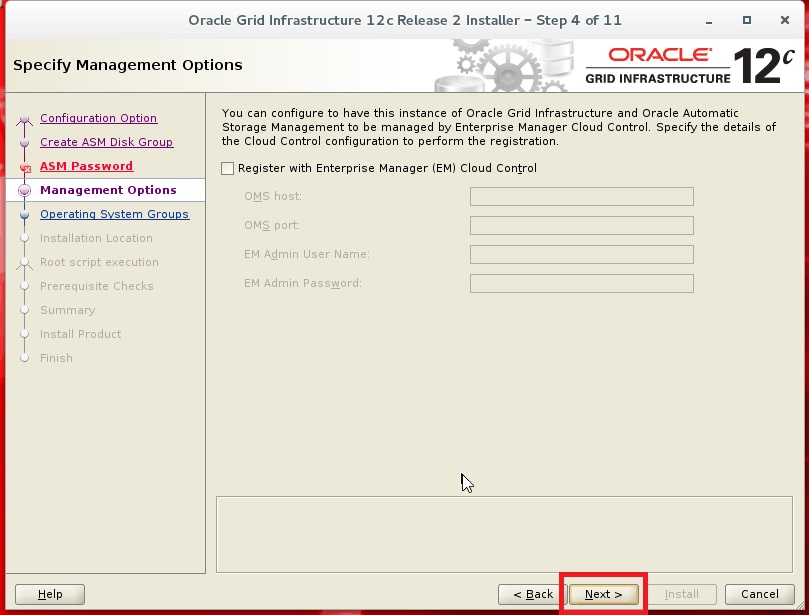 Oracle Grid Infrastructure 12c Release 2 Installer – Step 4 of 11
Specify Management Options
ORACLE
GRID INFRASTRUCTURE
12c
Configuration Option
Create ASM Disk Group
ASM Password
Management Options
Operating System Groups
Installation Location
Root script execution
Prerequisite Checks
Summary
Install Product
Finish
You can configure to have this instance of Oracle Grid Infrastructure and Oracle Automatic
Storage Management to be managed by Enterprise Manager Cloud Control. Specify the details of
the Cloud Control configuration to perform the registration.
Register with Enterprise Manager (EM) Cloud Control
OMS host:
OMS port:
EM Admin User Name:
EM Admin Password:
Help
< Back
Next >
Install
Cancel